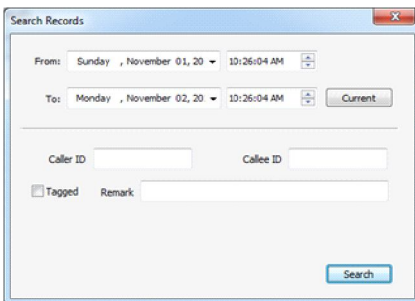 Search Records
From: Sunday , November 01, 20 10:26:04 AM
To: Monday , November 02, 20 10:26:04 AM Current
Caller ID Callee ID
Tagged Remark
Search